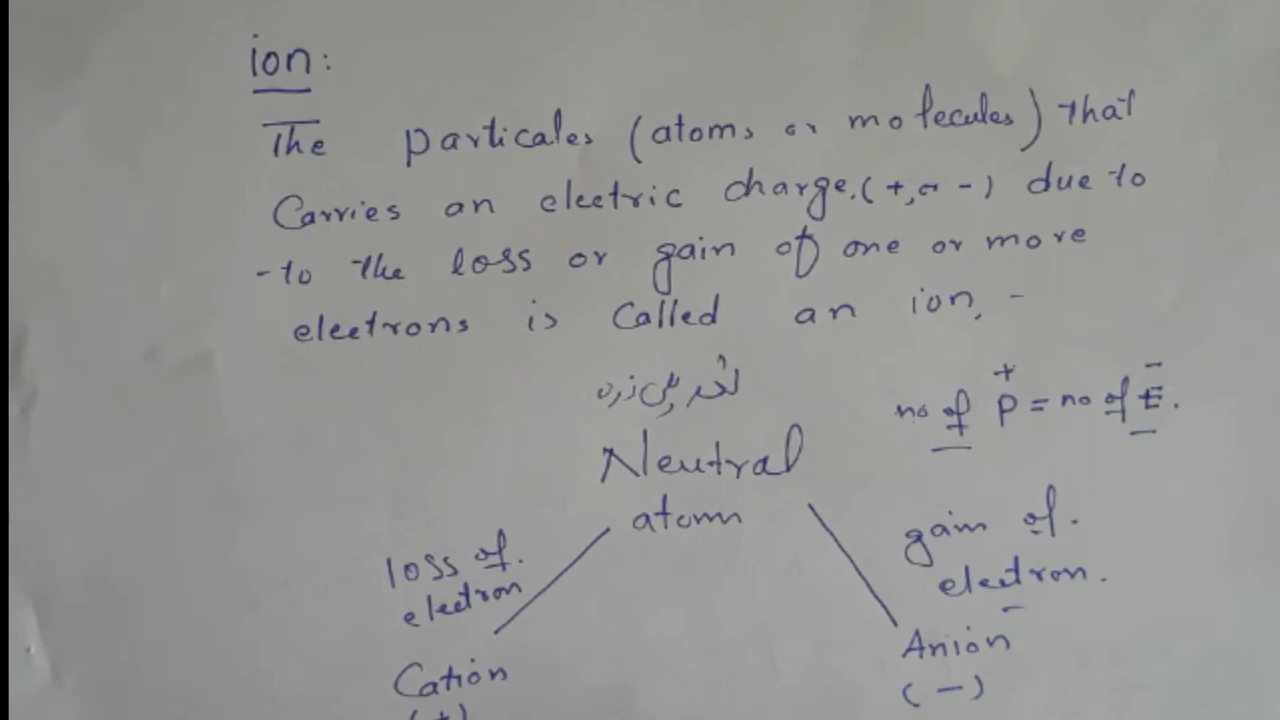 ion:
The particales (atoms or molecules) that
Carries an electric charge.(+,or -) due to
-to the loss or gain of one or more
electrons is called an ion. -
no of P = no of E.
+ -
Neutral
atom
loss of.
electron
gain of.
electron.
Cation
(+)
Anion
(-)